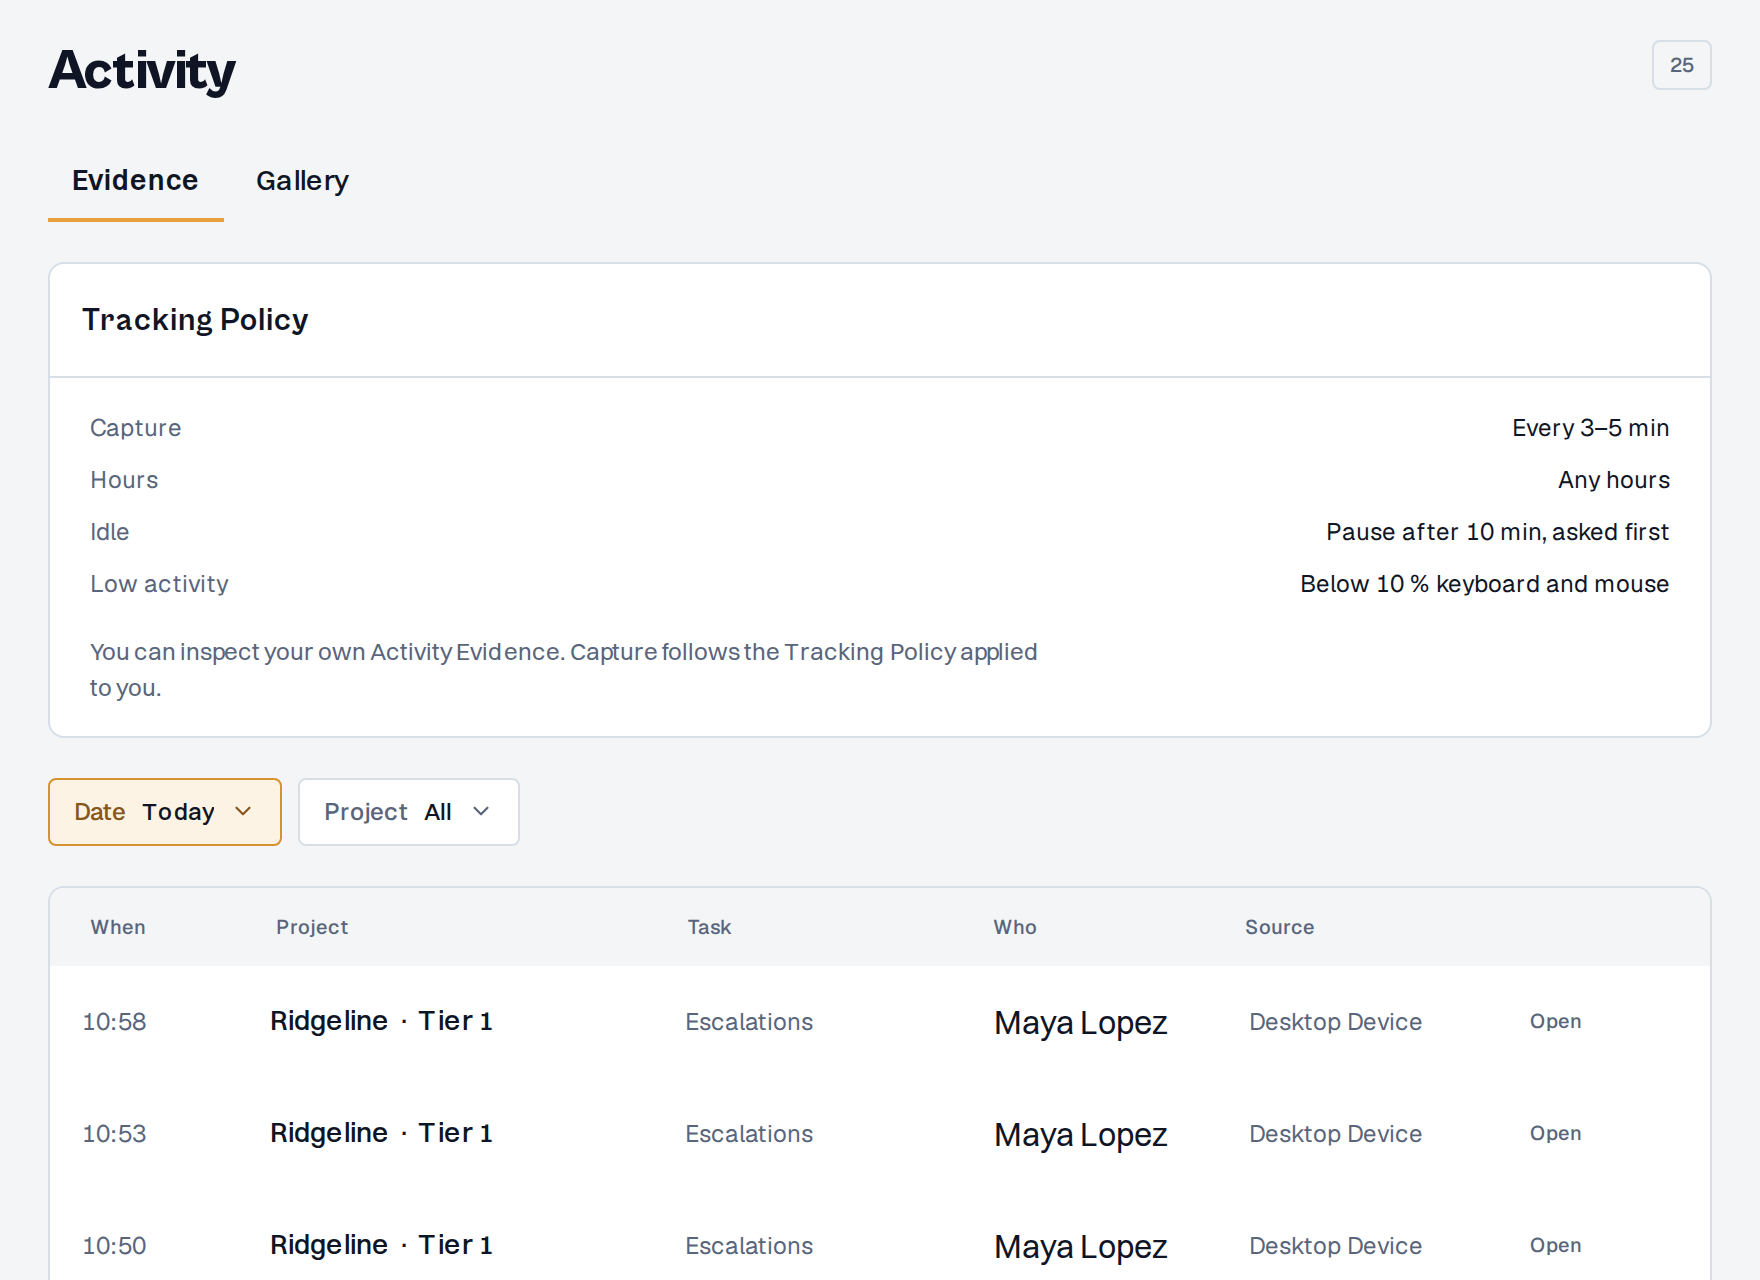 Activity
25
Evidence Gallery
Tracking Policy
Capture Every 3–5 min
Hours Any hours
Idle Pause after 10 min, asked first
Low activity Below 10 % keyboard and mouse
You can inspect your own Activity Evidence. Capture follows the Tracking Policy applied
to you.
Date Today Project All
When Project Task Who Source
10:58 Ridgeline · Tier 1 Escalations Maya Lopez Desktop Device Open
10:53 Ridgeline · Tier 1 Escalations Maya Lopez Desktop Device Open
10:50 Ridgeline · Tier 1 Escalations Maya Lopez Desktop Device Open